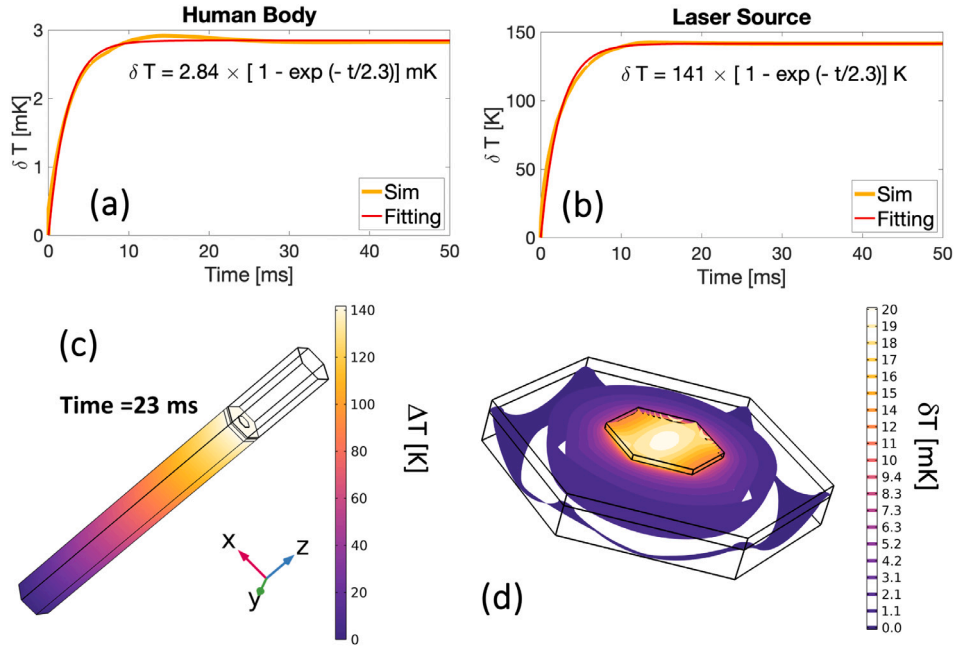 Human Body
3
2
1
0
δ T [mK]
δ T = 2.84 × [ 1 - exp (- t/2.3)] mK
(a)
Sim
Fitting
0 10 20 30 40 50
Time [ms]
Laser Source
150
100
50
0
δ T [K]
δ T = 141 × [ 1 - exp (- t/2.3)] K
(b)
Sim
Fitting
0 10 20 30 40 50
Time [ms]
(c)
Time =23 ms
x
z
y
140
120
100
80
60
40
20
0
ΔT [K]
(d)
20
19
18
17
16
15
14
13
12
11
10
9.4
8.3
7.3
6.3
5.2
4.2
3.1
2.1
1.1
0.0
δT [mK]